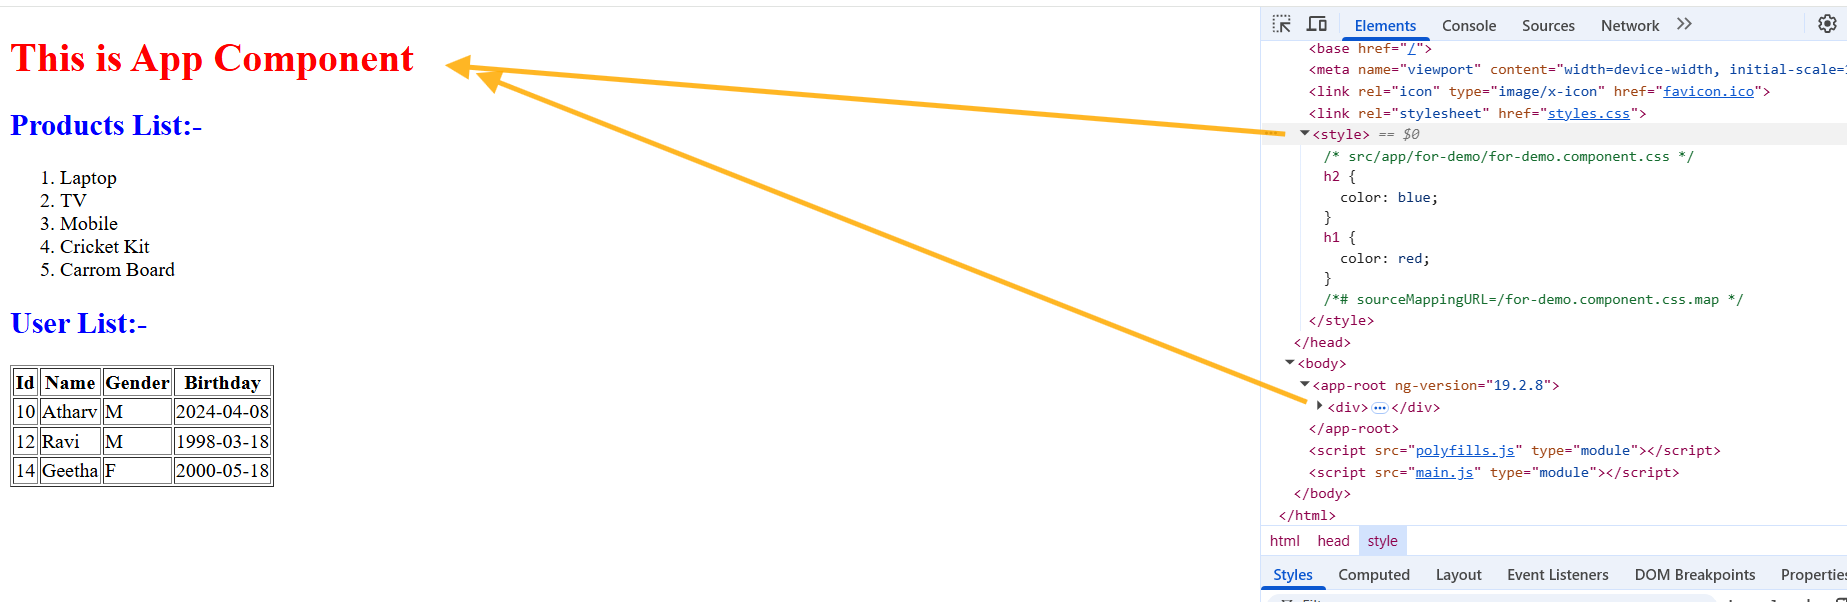 This is App Component
Products List:-
1. Laptop
2. TV
3. Mobile
4. Cricket Kit
5. Carrom Board
User List:-
Id Name Gender Birthday
10 Atharv M 2024-04-08
12 Ravi M 1998-03-18
14 Geetha F 2000-05-18
Elements Console Sources Network
<base href="/">
<meta name="viewport" content="width=device-width, initial-scale=1
<link rel="icon" type="image/x-icon" href="favicon.ico">
<link rel="stylesheet" href="styles.css">
<style> == $0
/* src/app/for-demo/for-demo.component.css */
h2 {
color: blue;
}
h1 {
color: red;
}
/*# sourceMappingURL=/for-demo.component.css.map */
</style>
</head>
<body>
<app-root ng-version="19.2.8">
<div>…</div>
</app-root>
<script src="polyfills.js" type="module"></script>
<script src="main.js" type="module"></script>
</body>
</html>
html head style
Styles Computed Layout Event Listeners DOM Breakpoints Properties